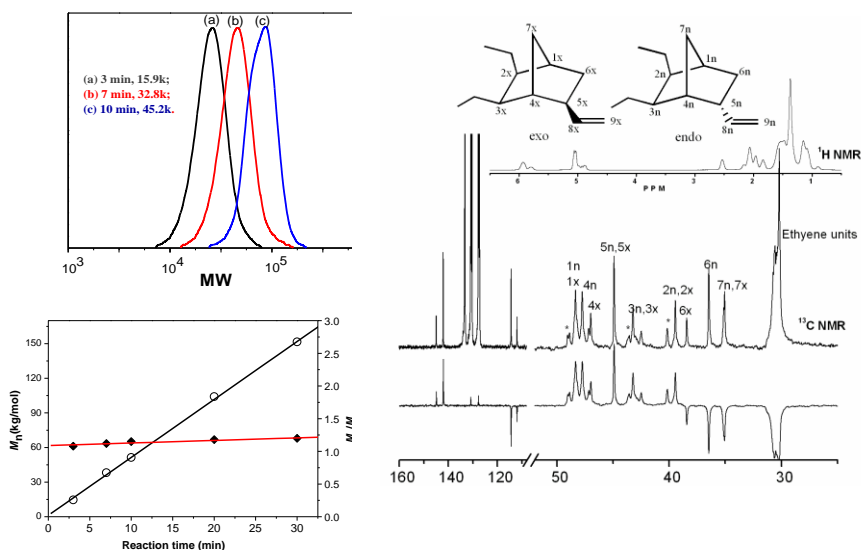 (a) (b) (c)
(a) 3 min, 15.9k;
(b) 7 min, 32.8k;
(c) 10 min, 45.2k.
10³ 10⁴ 10⁵
MW
150
120
90
60
30
0
3.0
2.5
2.0
1.5
1.0
0.5
0.0
Mn(kg/mol)
0 5 10 15 20 25 30
Reaction time (min)
7x
1x
2x
6x
3x
4x
5x
8x
9x
exo
7n
1n
2n
6n
3n
4n
5n
8n
9n
endo
¹H NMR
6 5 4 3 2 1
PPM
Ethyene units
5n,5x
1n
1x
4n
4x
* 3n,3x
2n,2x
*
6x
6n
7n,7x
*
¹³C NMR
160 140 120 50 40 30